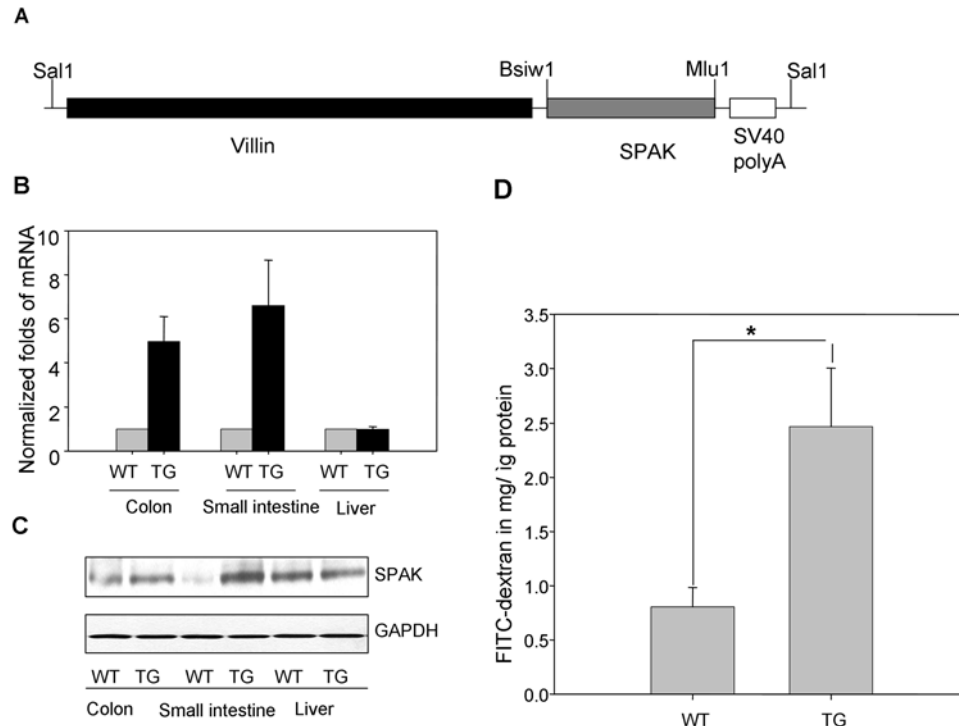 A
Sal1 Bsiw1 Mlu1 Sal1
Villin SPAK SV40
polyA
B
Normalized folds of mRNA
10
8
6
4
2
1
0
WT TG WT TG WT TG
Colon Small intestine Liver
C
SPAK
GAPDH
WT TG WT TG WT TG
Colon Small intestine Liver
D
FITC-dextran in mg/ ìg protein
3.5
3.0
2.5
2.0
1.5
1.0
0.5
0.0
*
WT TG